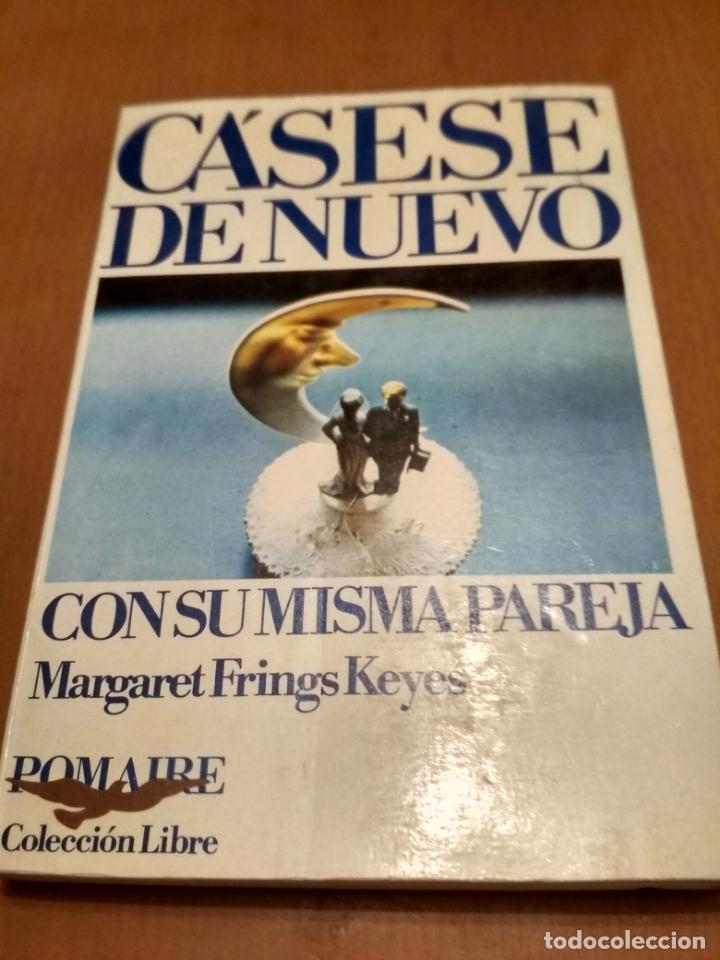 CÁSESE
DE NUEVO
CON SU MISMA PAREJA
Margaret Frings Keyes
POMAIRE
Colección Libre
todocoleccion